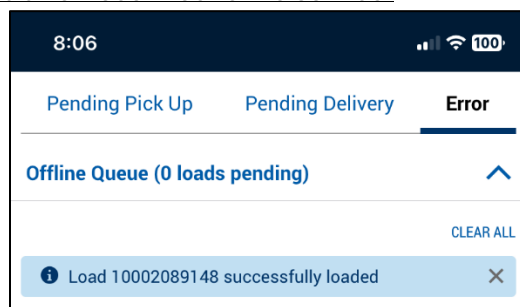 8:06
100
Pending Pick Up Pending Delivery Error
Offline Queue (0 loads pending)
CLEAR ALL
Load 10002089148 successfully loaded